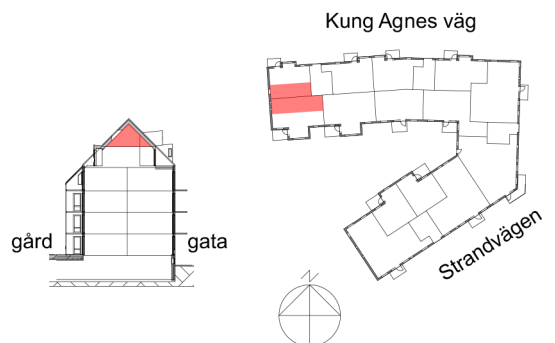 Kung Agnes väg
gård
gata
Strandvägen
N